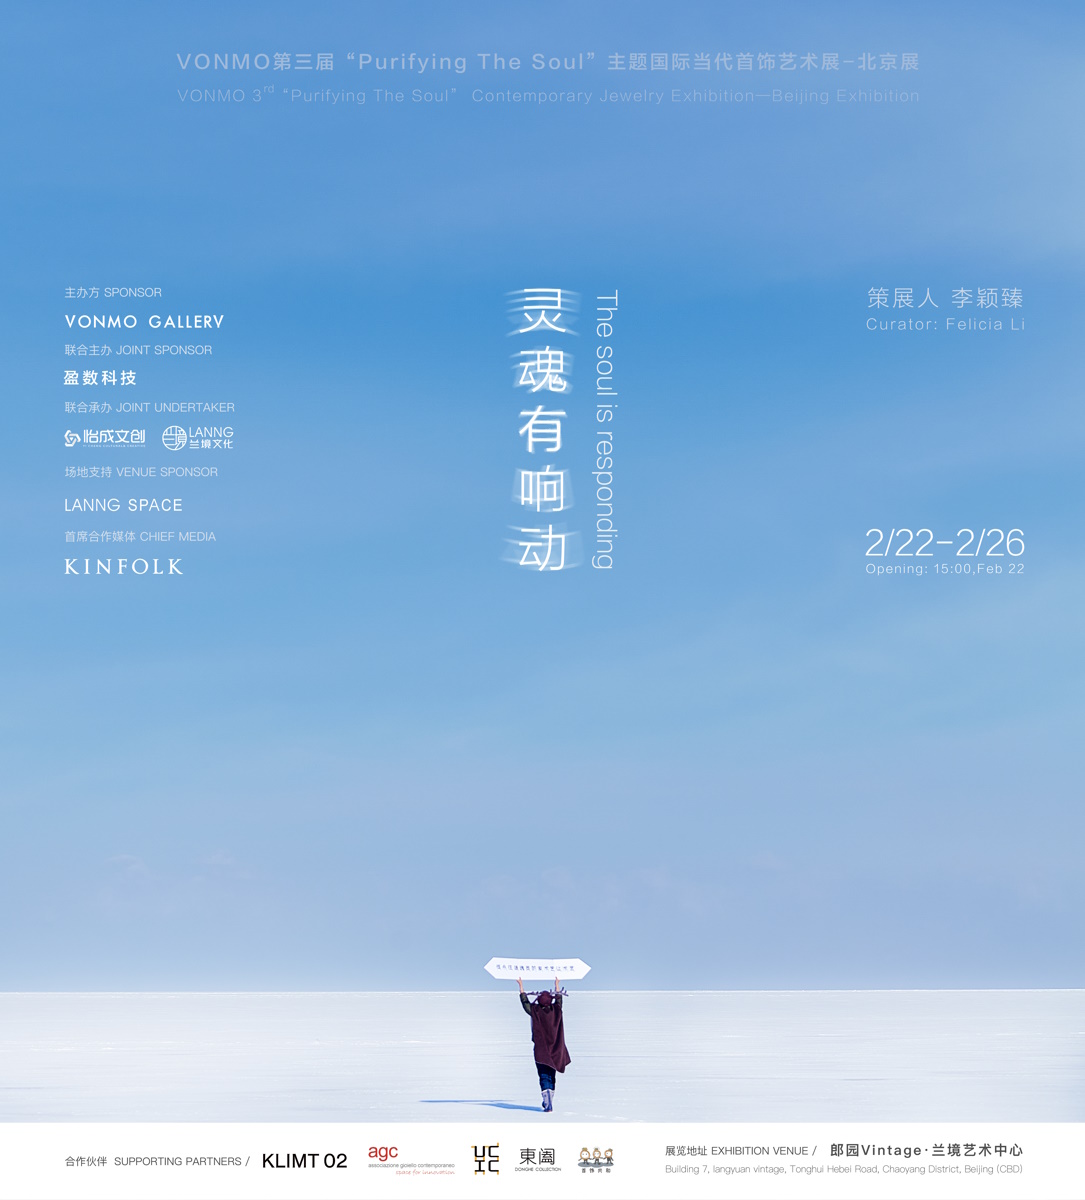 VONMO第三届“Purifying The Soul”主题国际当代首饰艺术展-北京展
VONMO 3rd “Purifying The Soul” Contemporary Jewelry Exhibition—Beijing Exhibition
主办方 SPONSOR
VONMO GALLERY
联合主办 JOINT SPONSOR
盈数科技
联合承办 JOINT UNDERTAKER
怡成文创
LANNG
兰境文化
场地支持 VENUE SPONSOR
LANNG SPACE
首席合作媒体 CHIEF MEDIA
KINFOLK
灵魂有响动
The soul is responding
策展人 李颖臻
Curator: Felicia Li
2/22-2/26
Opening: 15:00,Feb 22
合作伙伴 SUPPORTING PARTNERS /
KLIMT 02
agc
associazione gioiello contemporaneo
space for innovation
UC
IC
東阖
DONGHE COLLECTION
展览地址 EXHIBITION VENUE / 郎园Vintage·兰境艺术中心
Building 7, langyuan vintage, Tonghui Hebei Road, Chaoyang District, Beijing (CBD)